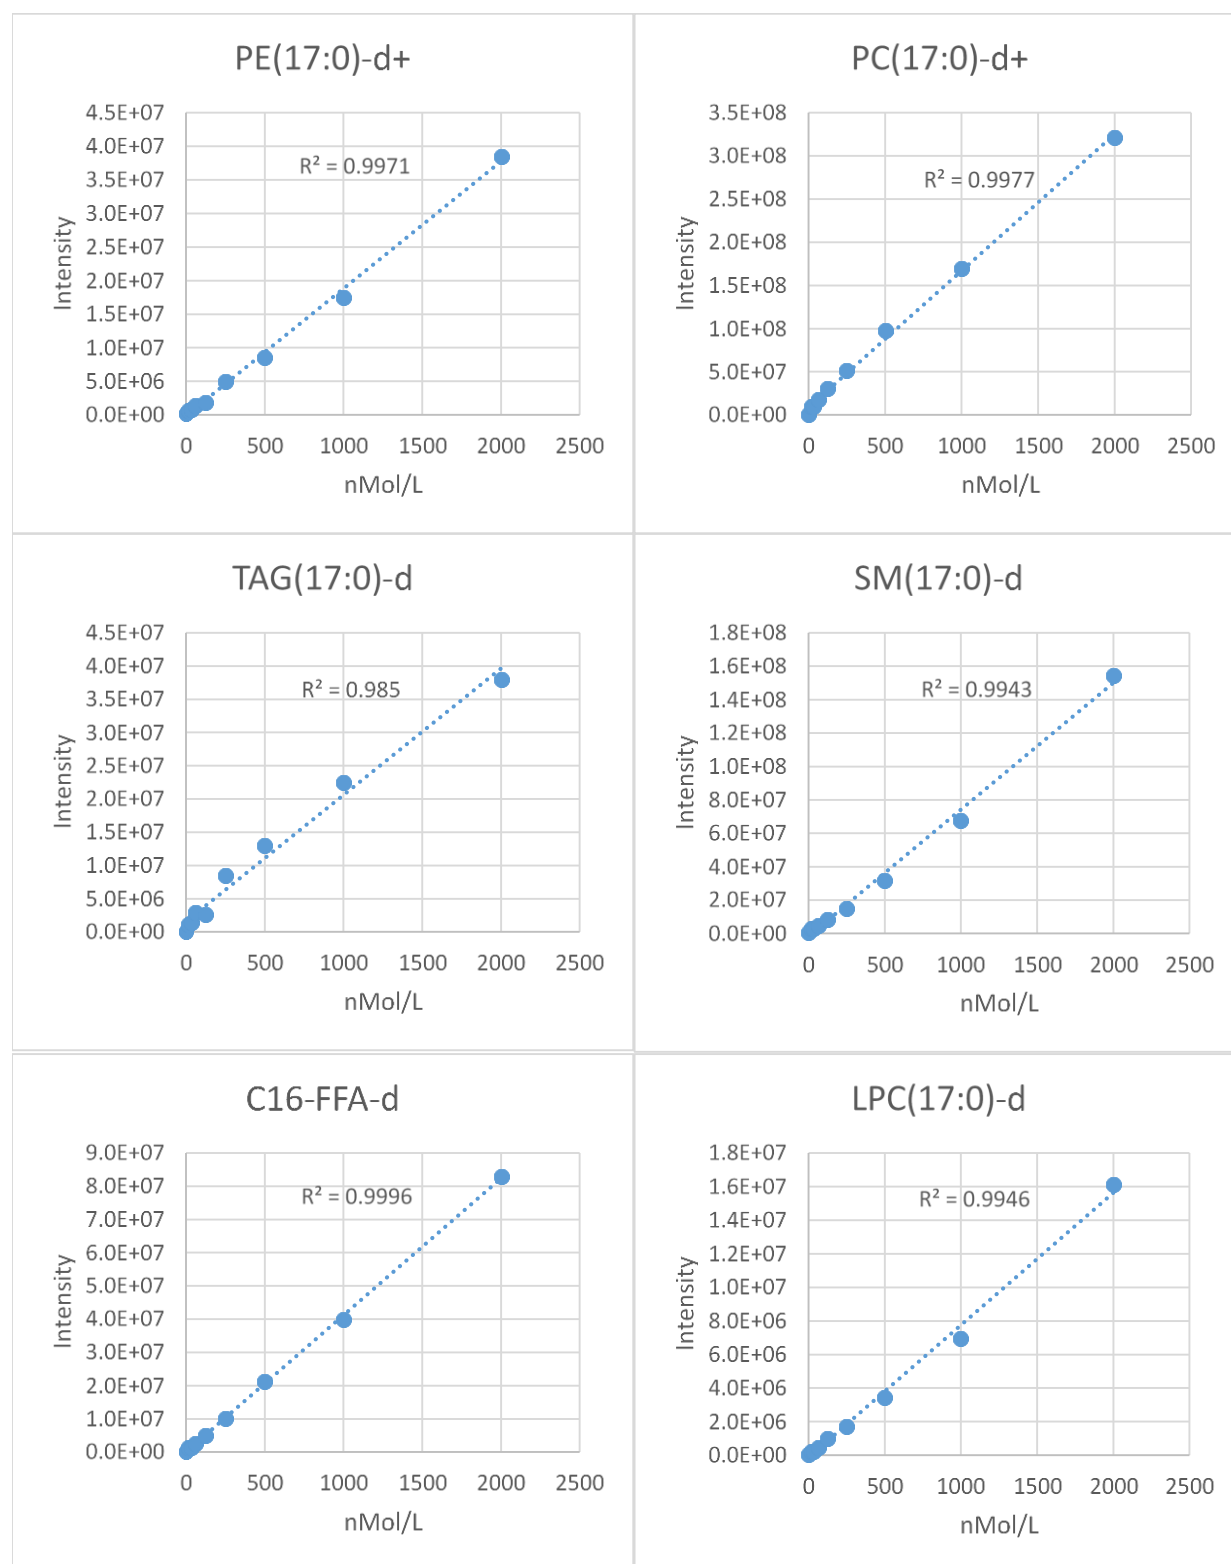 PE(17:0)-d+
4.5E+07
4.0E+07
3.5E+07
3.0E+07
2.5E+07
2.0E+07
1.5E+07
1.0E+07
5.0E+06
0.0E+00
Intensity
R² = 0.9971
0 500 1000 1500 2000 2500
nMol/L
PC(17:0)-d+
3.5E+08
3.0E+08
2.5E+08
2.0E+08
1.5E+08
1.0E+08
5.0E+07
0.0E+00
Intensity
R² = 0.9977
0 500 1000 1500 2000 2500
nMol/L
TAG(17:0)-d
4.5E+07
4.0E+07
3.5E+07
3.0E+07
2.5E+07
2.0E+07
1.5E+07
1.0E+07
5.0E+06
0.0E+00
Intensity
R² = 0.985
0 500 1000 1500 2000 2500
nMol/L
SM(17:0)-d
1.8E+08
1.6E+08
1.4E+08
1.2E+08
1.0E+08
8.0E+07
6.0E+07
4.0E+07
2.0E+07
0.0E+00
Intensity
R² = 0.9943
0 500 1000 1500 2000 2500
nMol/L
C16-FFA-d
9.0E+07
8.0E+07
7.0E+07
6.0E+07
5.0E+07
4.0E+07
3.0E+07
2.0E+07
1.0E+07
0.0E+00
Intensity
R² = 0.9996
0 500 1000 1500 2000 2500
nMol/L
LPC(17:0)-d
1.8E+07
1.6E+07
1.4E+07
1.2E+07
1.0E+07
8.0E+06
6.0E+06
4.0E+06
2.0E+06
0.0E+00
Intensity
R² = 0.9946
0 500 1000 1500 2000 2500
nMol/L